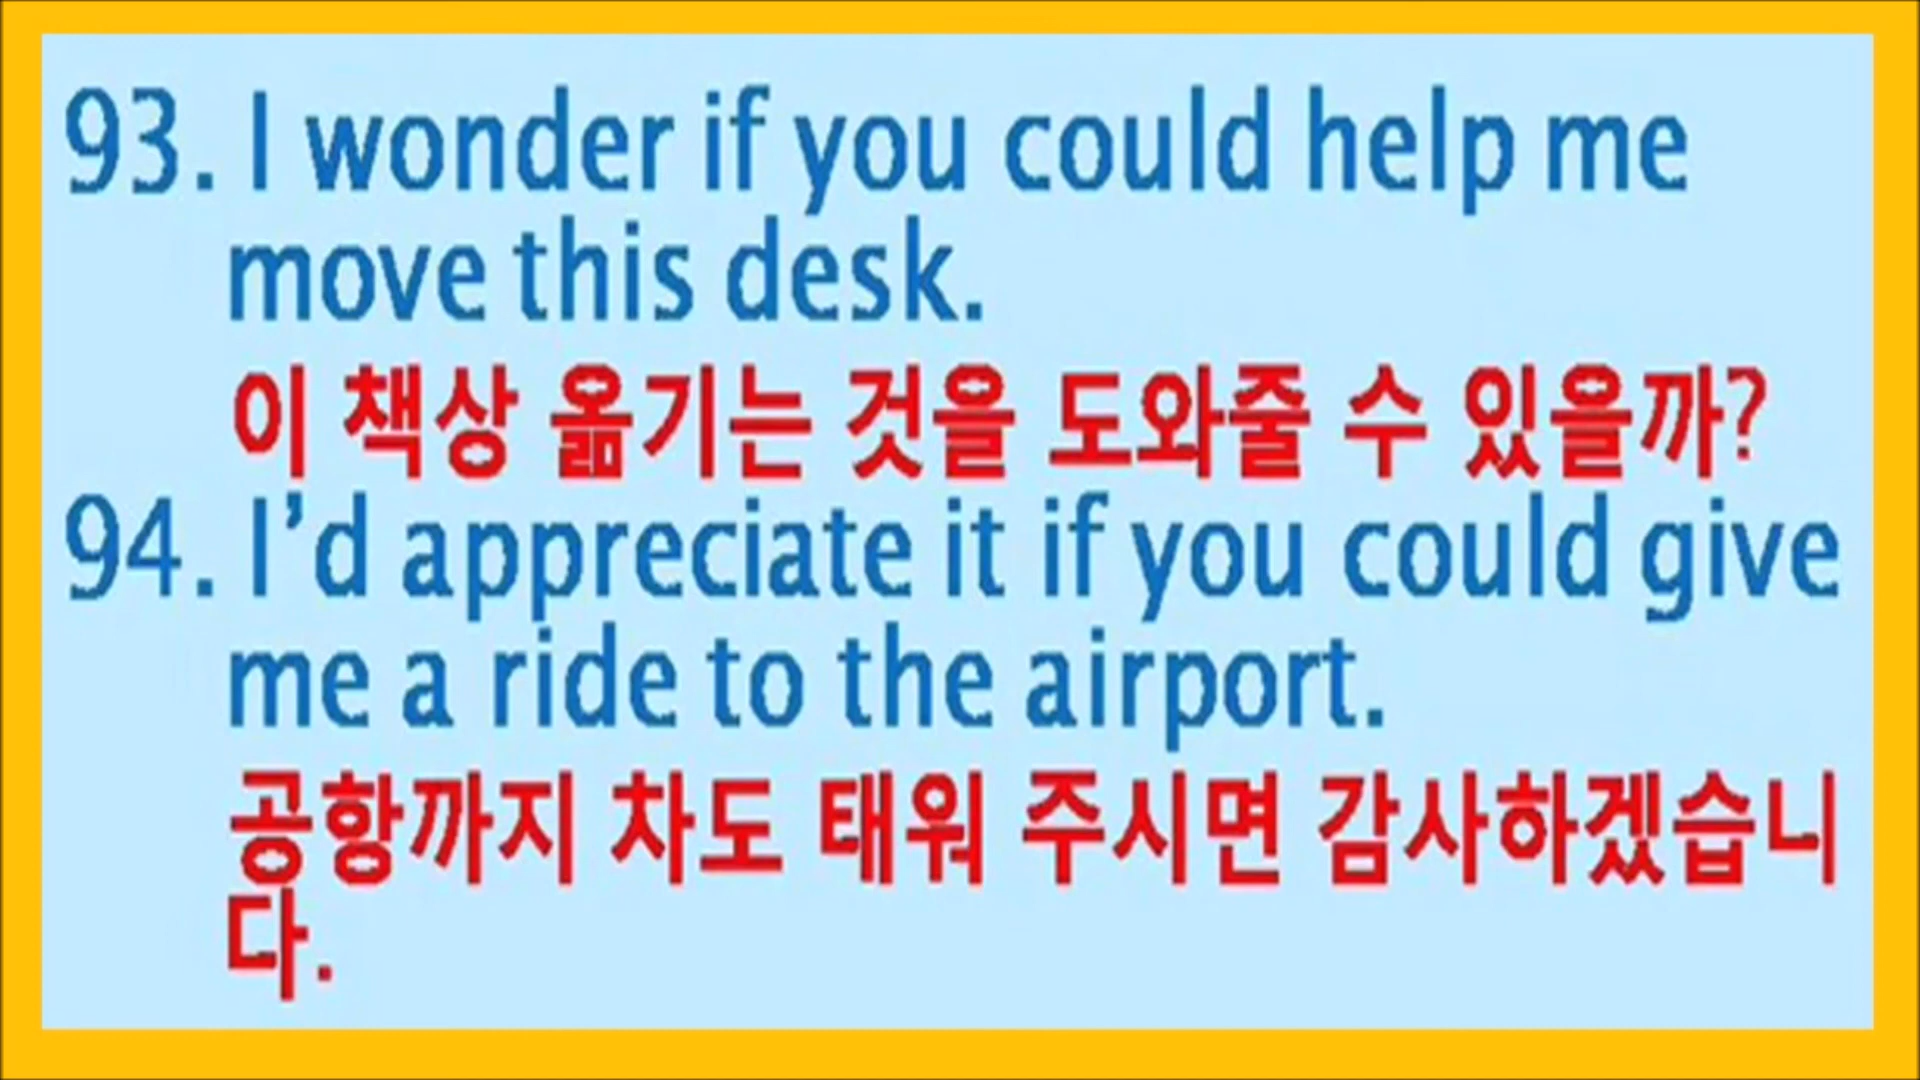 93. I wonder if you could help me
move this desk.
이 책상 옮기는 것을 도와줄 수 있을까?
94. I’d appreciate it if you could give
me a ride to the airport.
공항까지 차도 태워 주시면 감사하겠습니
다.